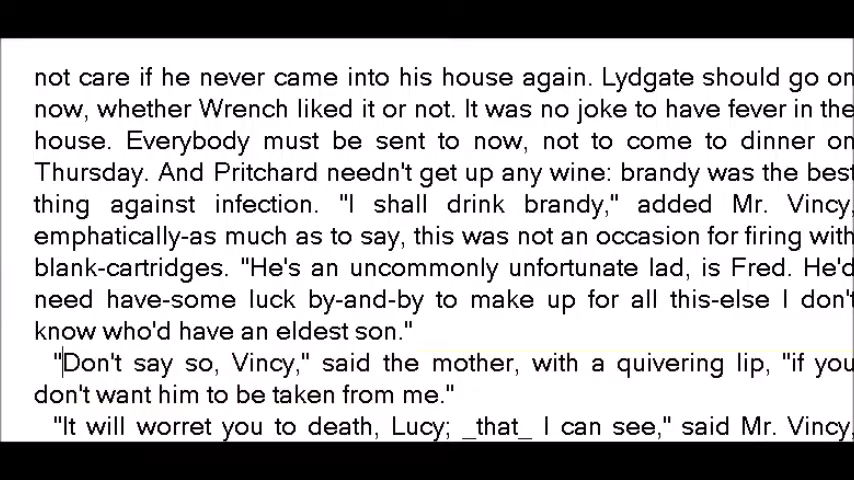 not care if he never came into his house again. Lydgate should go on
now, whether Wrench liked it or not. It was no joke to have fever in the
house. Everybody must be sent to now, not to come to dinner on
Thursday. And Pritchard needn't get up any wine: brandy was the best
thing against infection. "I shall drink brandy," added Mr. Vincy,
emphatically-as much as to say, this was not an occasion for firing with
blank-cartridges. "He's an uncommonly unfortunate lad, is Fred. He'd
need have-some luck by-and-by to make up for all this-else I don't
know who'd have an eldest son."
"Don't say so, Vincy," said the mother, with a quivering lip, "if you
don't want him to be taken from me."
"It will worret you to death, Lucy; _that_ I can see," said Mr. Vincy,